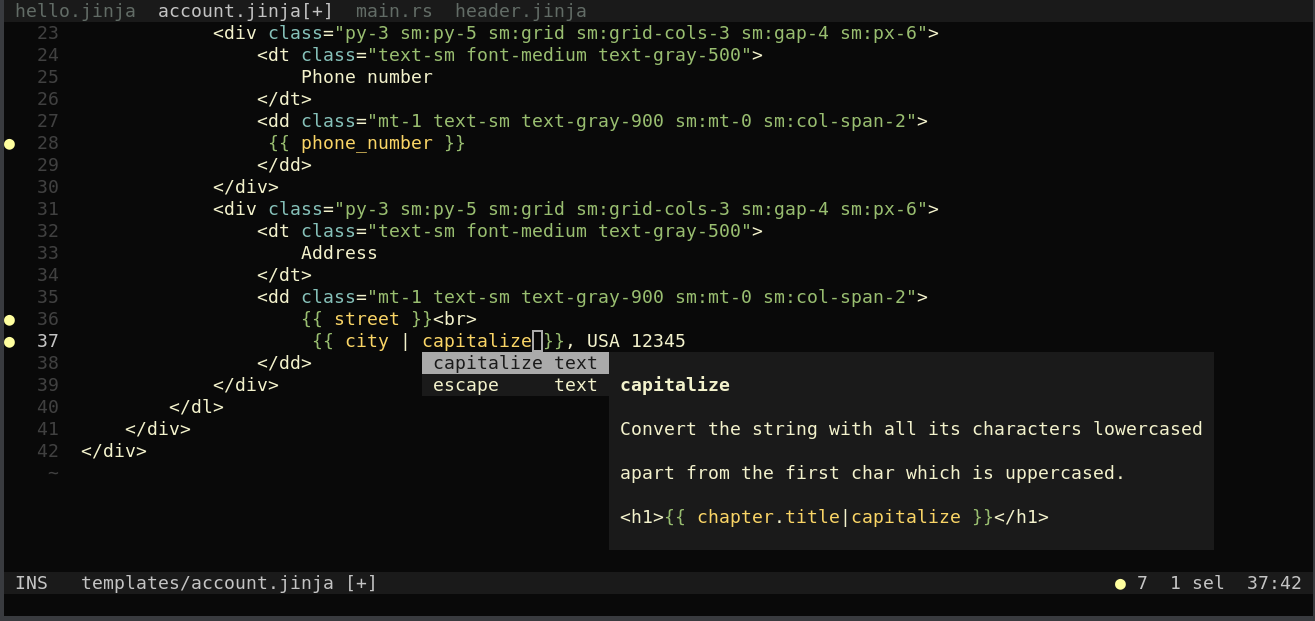 hello.jinja  account.jinja[+]  main.rs  header.jinja
23             <div class="py-3 sm:py-5 sm:grid sm:grid-cols-3 sm:gap-4 sm:px-6">
24                 <dt class="text-sm font-medium text-gray-500">
25                     Phone number
26                 </dt>
27                 <dd class="mt-1 text-sm text-gray-900 sm:mt-0 sm:col-span-2">
● 28                  {{ phone_number }}
29                 </dd>
30             </div>
31             <div class="py-3 sm:py-5 sm:grid sm:grid-cols-3 sm:gap-4 sm:px-6">
32                 <dt class="text-sm font-medium text-gray-500">
33                     Address
34                 </dt>
35                 <dd class="mt-1 text-sm text-gray-900 sm:mt-0 sm:col-span-2">
● 36                     {{ street }}<br>
● 37                      {{ city | capitalize }}, USA 12345
38                 </dd>          capitalize text
39             </div>             escape     text  capitalize
40         </dl>
41     </div>                                      Convert the string with all its characters lowercased
42 </div>
~                                                  apart from the first char which is uppercased.
<h1>{{ chapter.title|capitalize }}</h1>
INS   templates/account.jinja [+]                  ● 7  1 sel  37:42